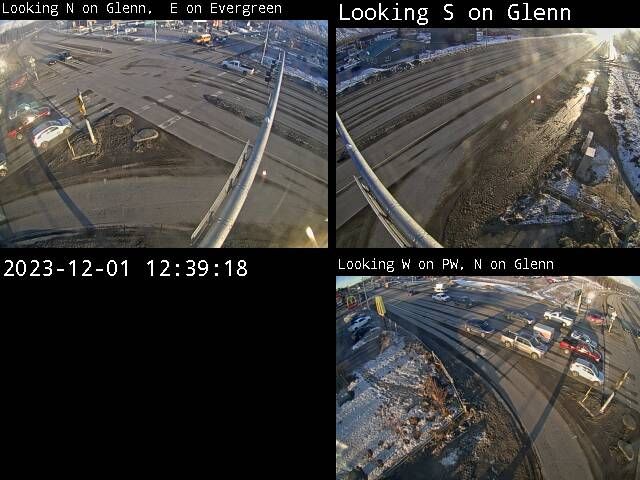 Looking N on Glenn, E on Evergreen
Looking S on Glenn
2023-12-01 12:39:18
Looking W on PW, N on Glenn